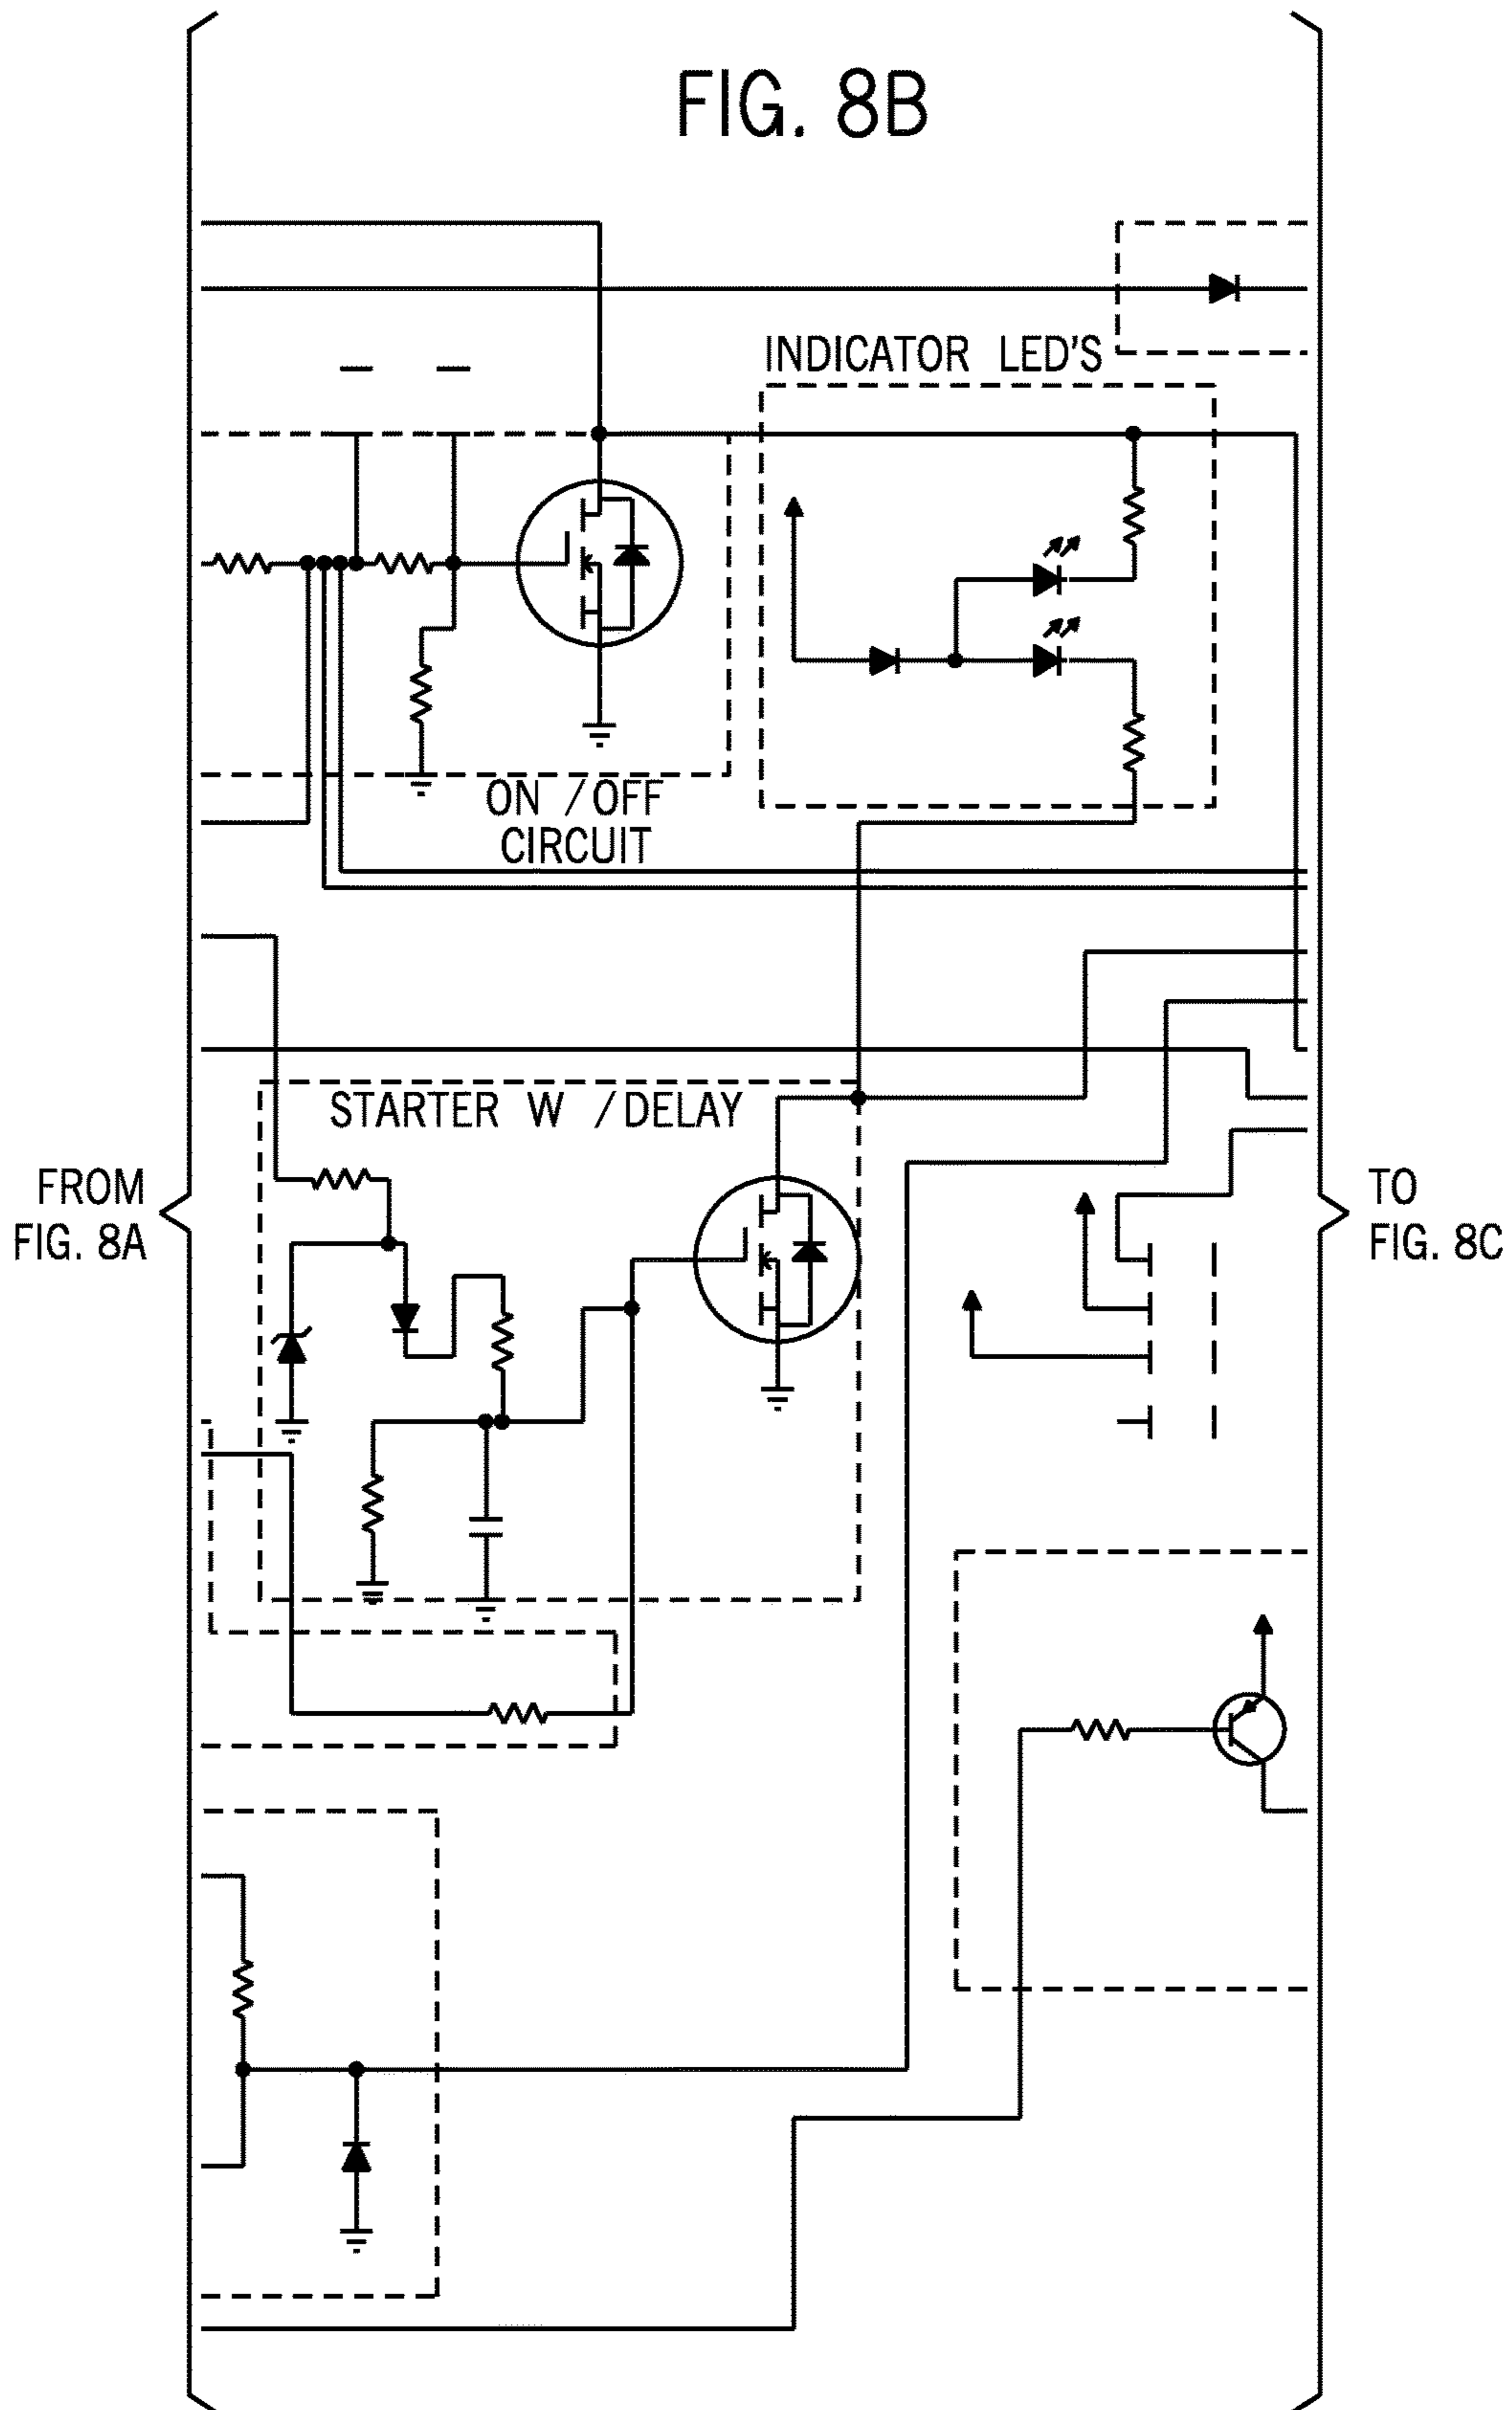 FIG. 8B
INDICATOR LED'S
ON /OFF
CIRCUIT
STARTER W /DELAY
FROM
FIG. 8A
TO
FIG. 8C